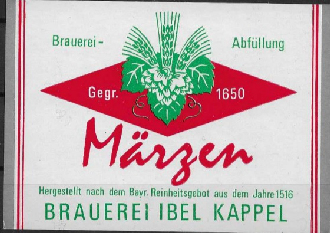 Brauerei - Abfüllung
Gegr. 1650
Märzen
Hergestellt nach dem Bayr. Reinheitsgebot aus dem Jahre 1516
BRAUEREI IBEL KAPPEL